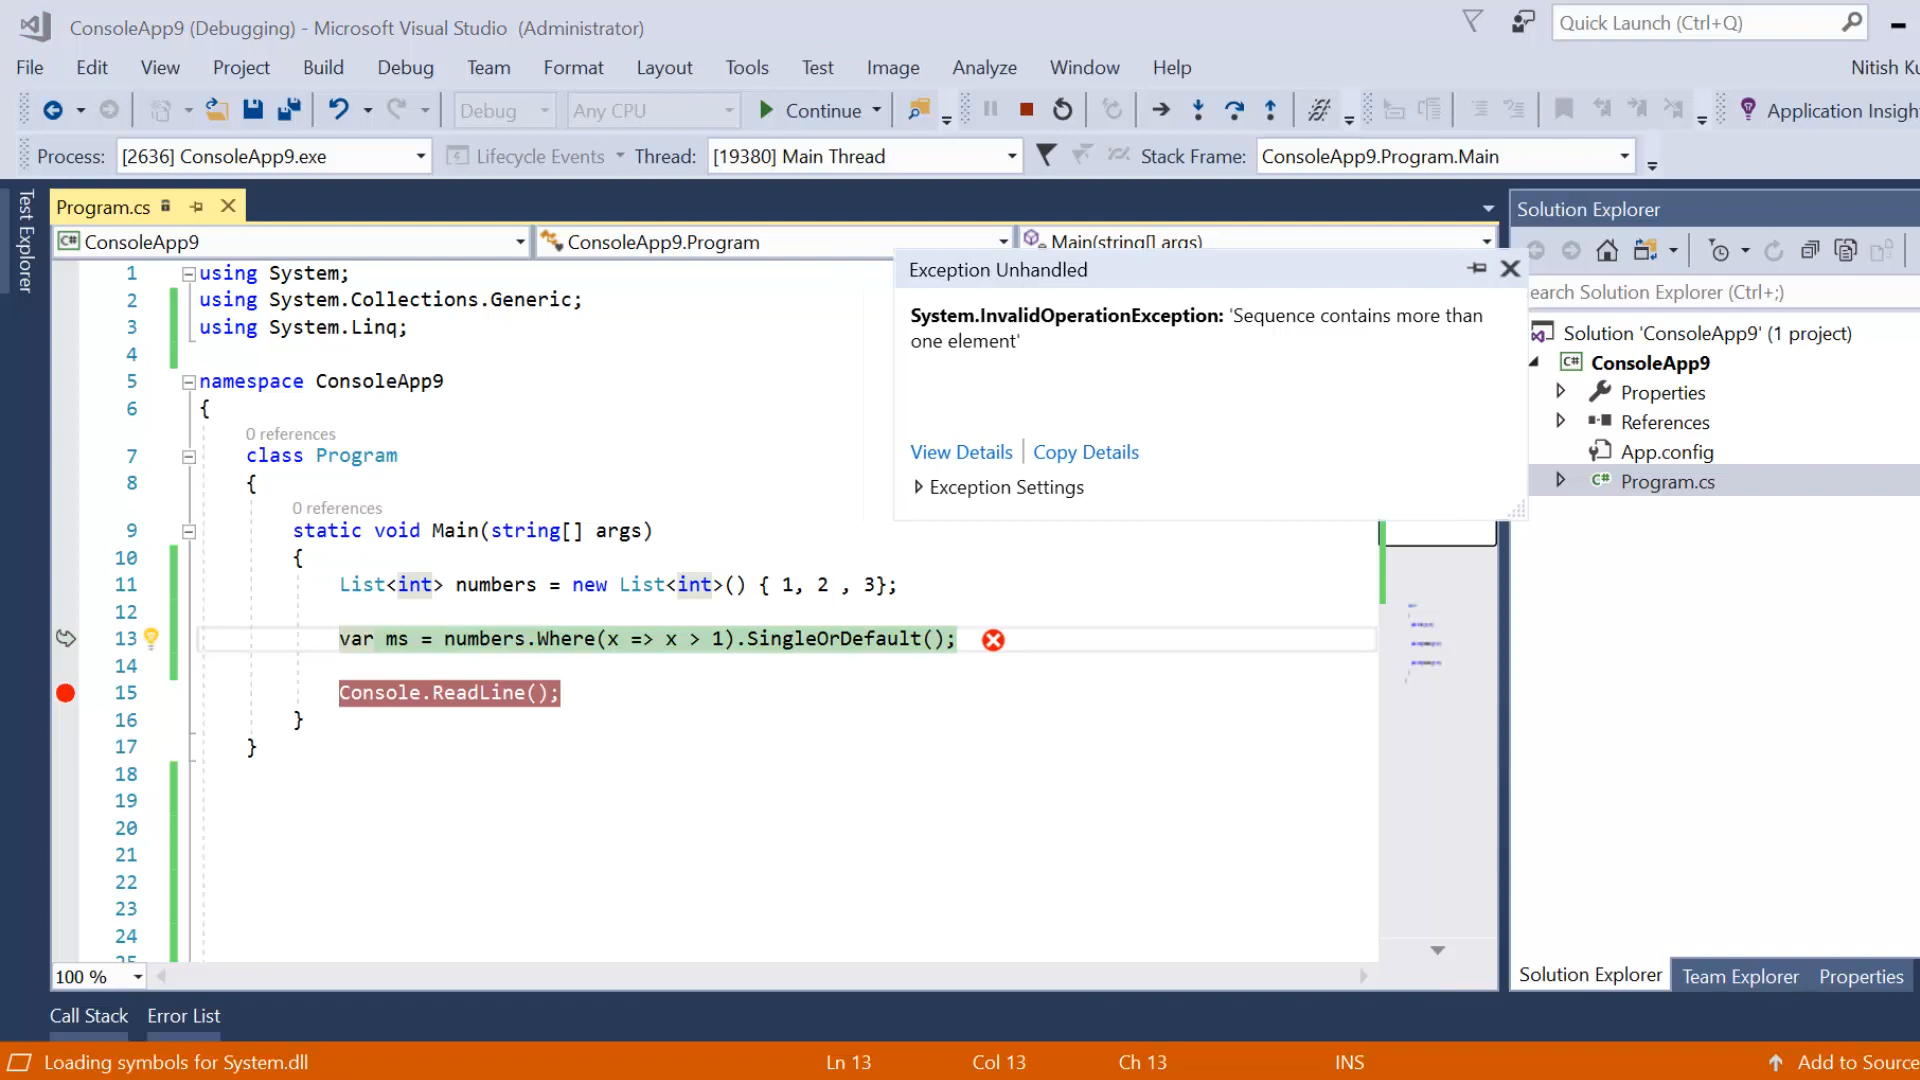 ConsoleApp9 (Debugging) - Microsoft Visual Studio (Administrator)
Quick Launch (Ctrl+Q)
File Edit View Project Build Debug Team Format Layout Tools Test Image Analyze Window Help
Nitish Ku
Debug Any CPU Continue Application Insigh
Process: [2636] ConsoleApp9.exe Lifecycle Events Thread: [19380] Main Thread Stack Frame: ConsoleApp9.Program.Main
Test Explorer
Program.cs
C# ConsoleApp9 ConsoleApp9.Program Main(string[] args)
1 using System;
2 using System.Collections.Generic;
3 using System.Linq;
4
5 namespace ConsoleApp9
6 {
0 references
7 class Program
8 {
0 references
9 static void Main(string[] args)
10 {
11 List<int> numbers = new List<int>() { 1, 2 , 3};
12
13 var ms = numbers.Where(x => x > 1).SingleOrDefault();
14
15 Console.ReadLine();
16 }
17 }
18
19
20
21
22
23
24
25
100 %
Exception Unhandled
System.InvalidOperationException: 'Sequence contains more than
one element'
View Details Copy Details
Exception Settings
Solution Explorer
earch Solution Explorer (Ctrl+;)
Solution 'ConsoleApp9' (1 project)
C# ConsoleApp9
Properties
References
App.config
C# Program.cs
Solution Explorer Team Explorer Properties
Call Stack Error List
Loading symbols for System.dll Ln 13 Col 13 Ch 13 INS Add to Source